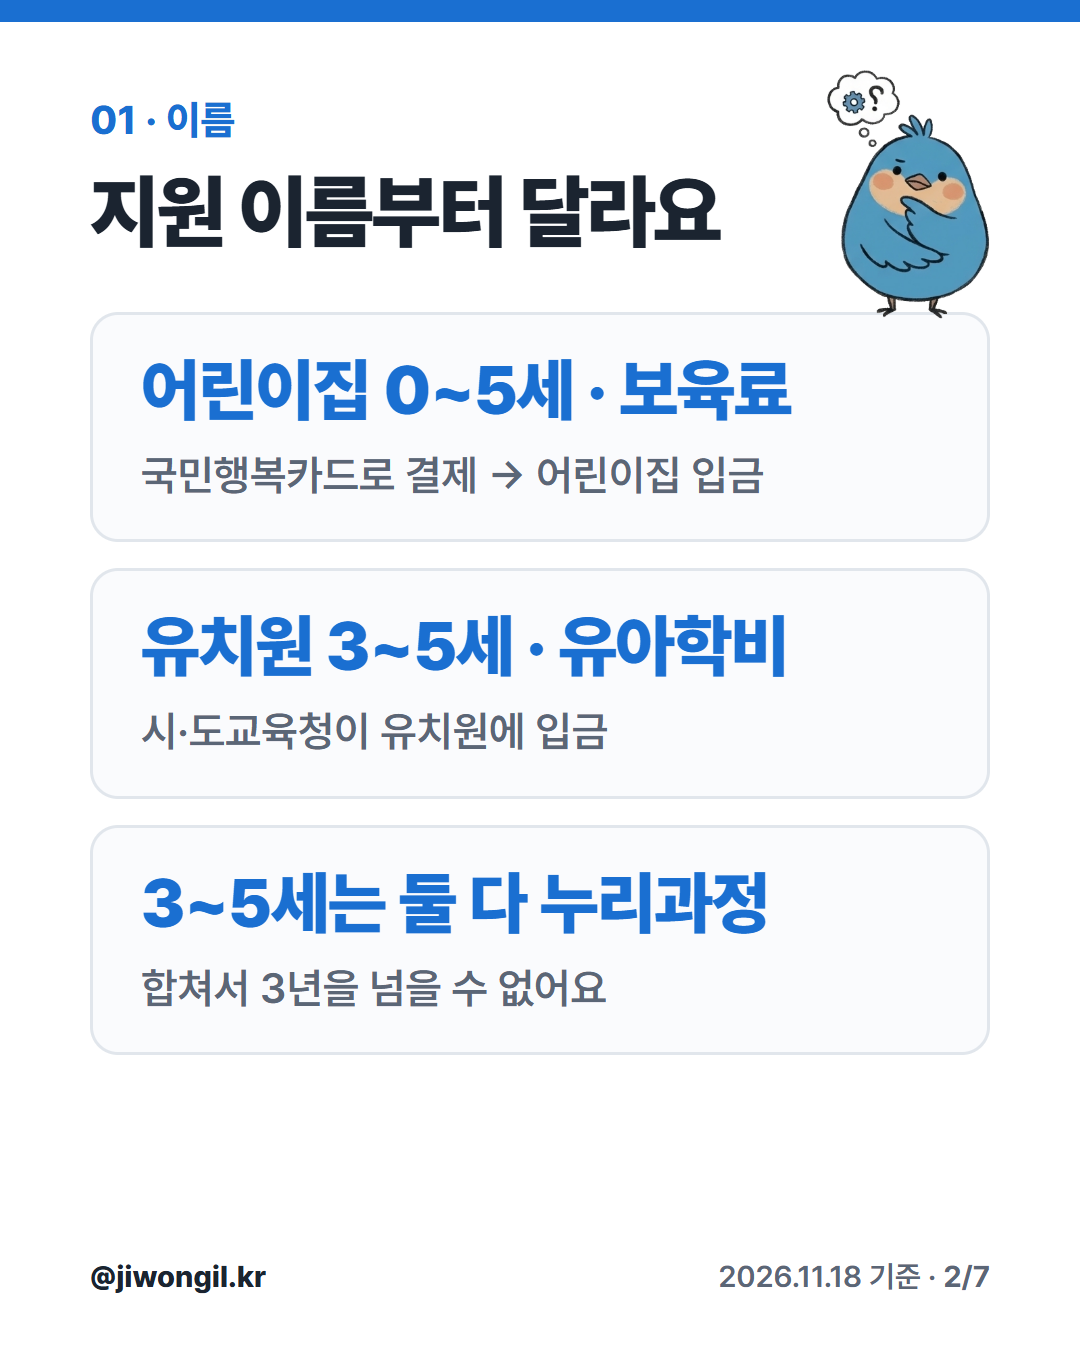 01 · 이름
지원 이름부터 달라요
어린이집 0~5세 · 보육료
국민행복카드로 결제 → 어린이집 입금
유치원 3~5세 · 유아학비
시·도교육청이 유치원에 입금
3~5세는 둘 다 누리과정
합쳐서 3년을 넘을 수 없어요
@jiwongil.kr
2026.11.18 기준 · 2/7